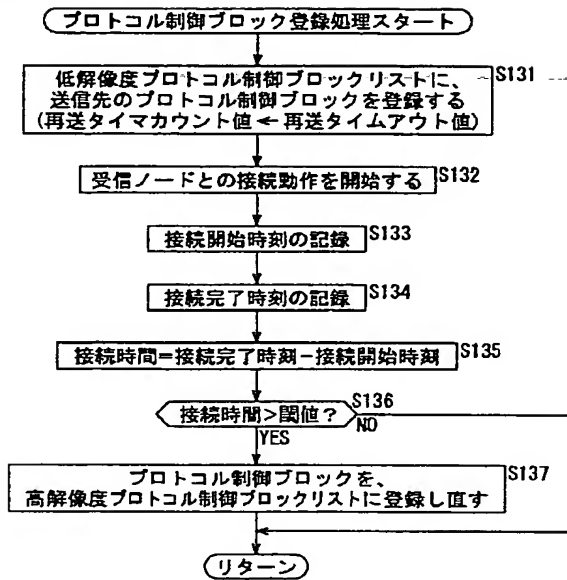 プロトコル制御ブロック登録処理スタート
低解像度プロトコル制御ブロックリストに、
送信先のプロトコル制御ブロックを登録する
(再送タイマカウント値←再送タイムアウト値)
S131
受信ノードとの接続動作を開始する
S132
接続開始時刻の記録
S133
接続完了時刻の記録
S134
接続時間=接続完了時刻-接続開始時刻
S135
接続時間>閾値?
S136
NO
YES
プロトコル制御ブロックを、
高解像度プロトコル制御ブロックリストに登録し直す
S137
リターン